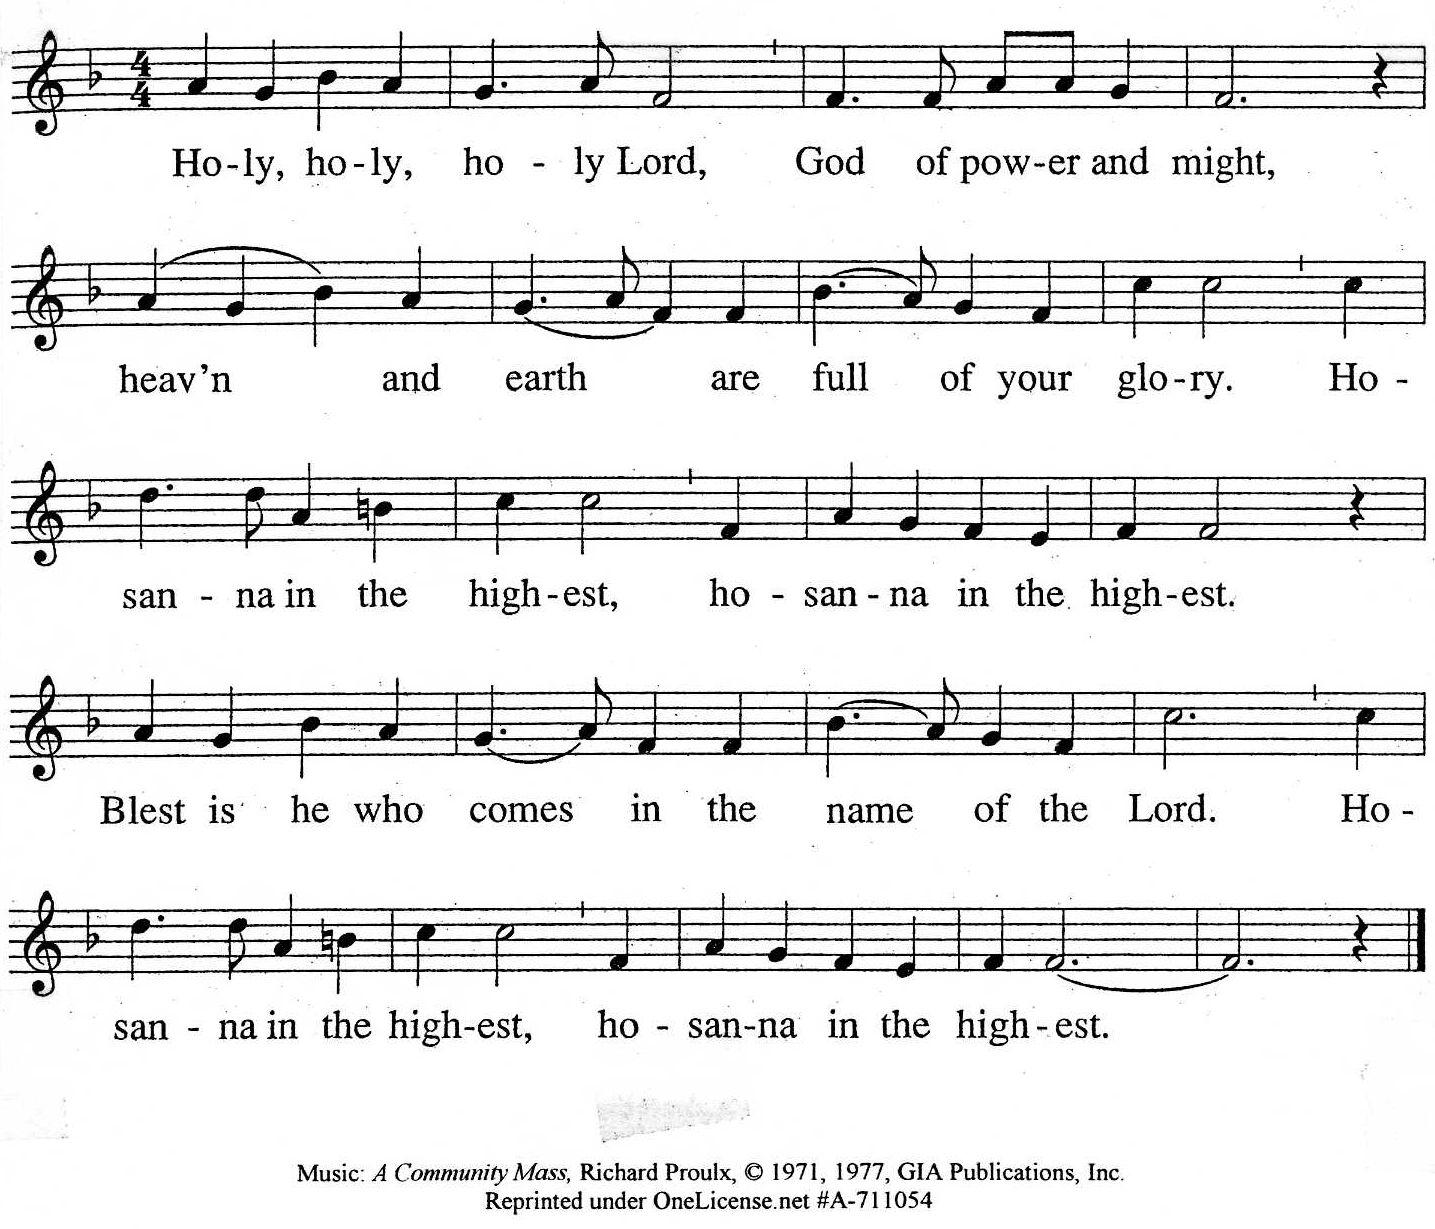 4
4
Ho-ly, ho-ly, ho - ly Lord, God of pow-er and might,
heav'n and earth are full of your glo-ry. Ho -
san - na in the high-est, ho - san - na in the high-est.
Blest is he who comes in the name of the Lord. Ho -
san - na in the high-est, ho - san-na in the high-est.
Music: A Community Mass, Richard Proulx, © 1971, 1977, GIA Publications, Inc.
Reprinted under OneLicense.net #A-711054